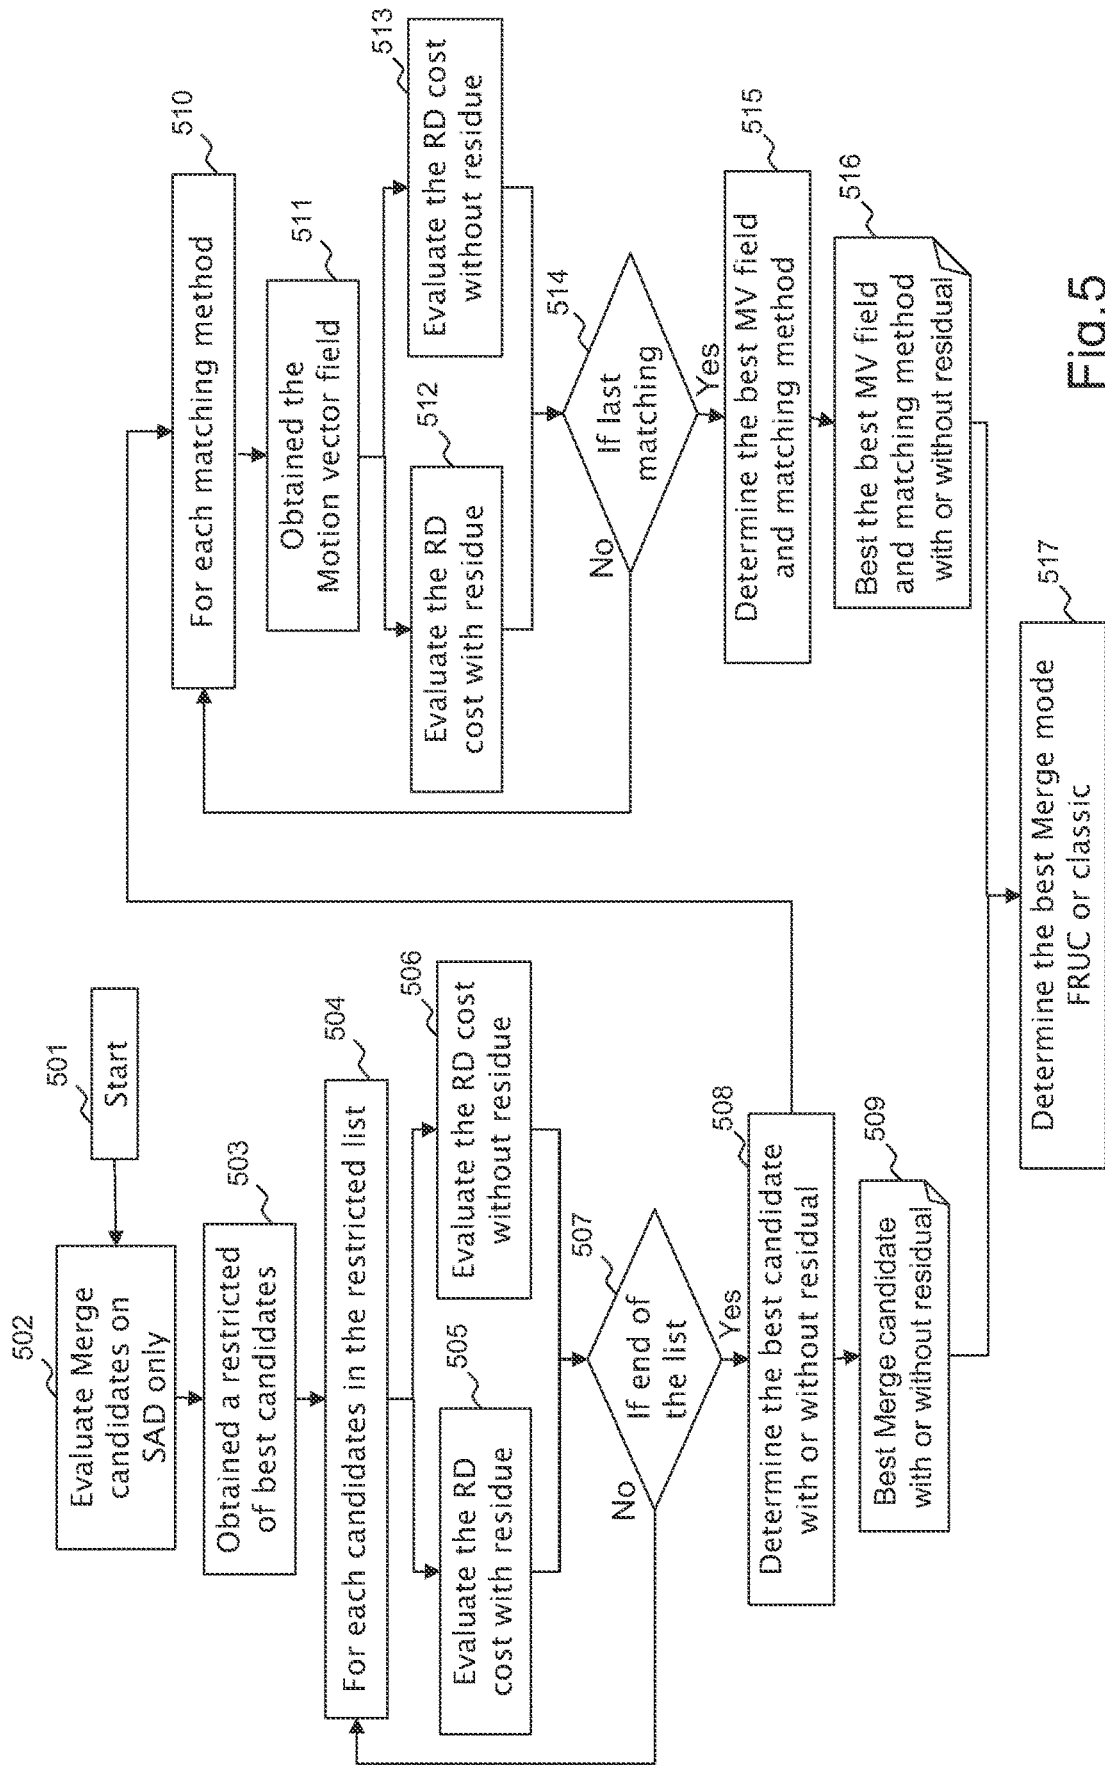 501
Start
502
Evaluate Merge
candidates on
SAD only
503
Obtained a restricted
of best candidates
504
For each candidates in the restricted list
505
Evaluate the RD
cost with residue
506
Evaluate the RD cost
without residue
507
If end of
the list
No
Yes
508
Determine the best candidate
with or without residual
509
Best Merge candidate
with or without residual
510
For each matching method
511
Obtained the
Motion vector field
512
Evaluate the RD
cost with residue
513
Evaluate the RD cost
without residue
514
If last
matching
No
Yes
515
Determine the best MV field
and matching method
516
Best the best MV field
and matching method
with or without residual
517
Determine the best Merge mode
FRUC or classic
Fig.5